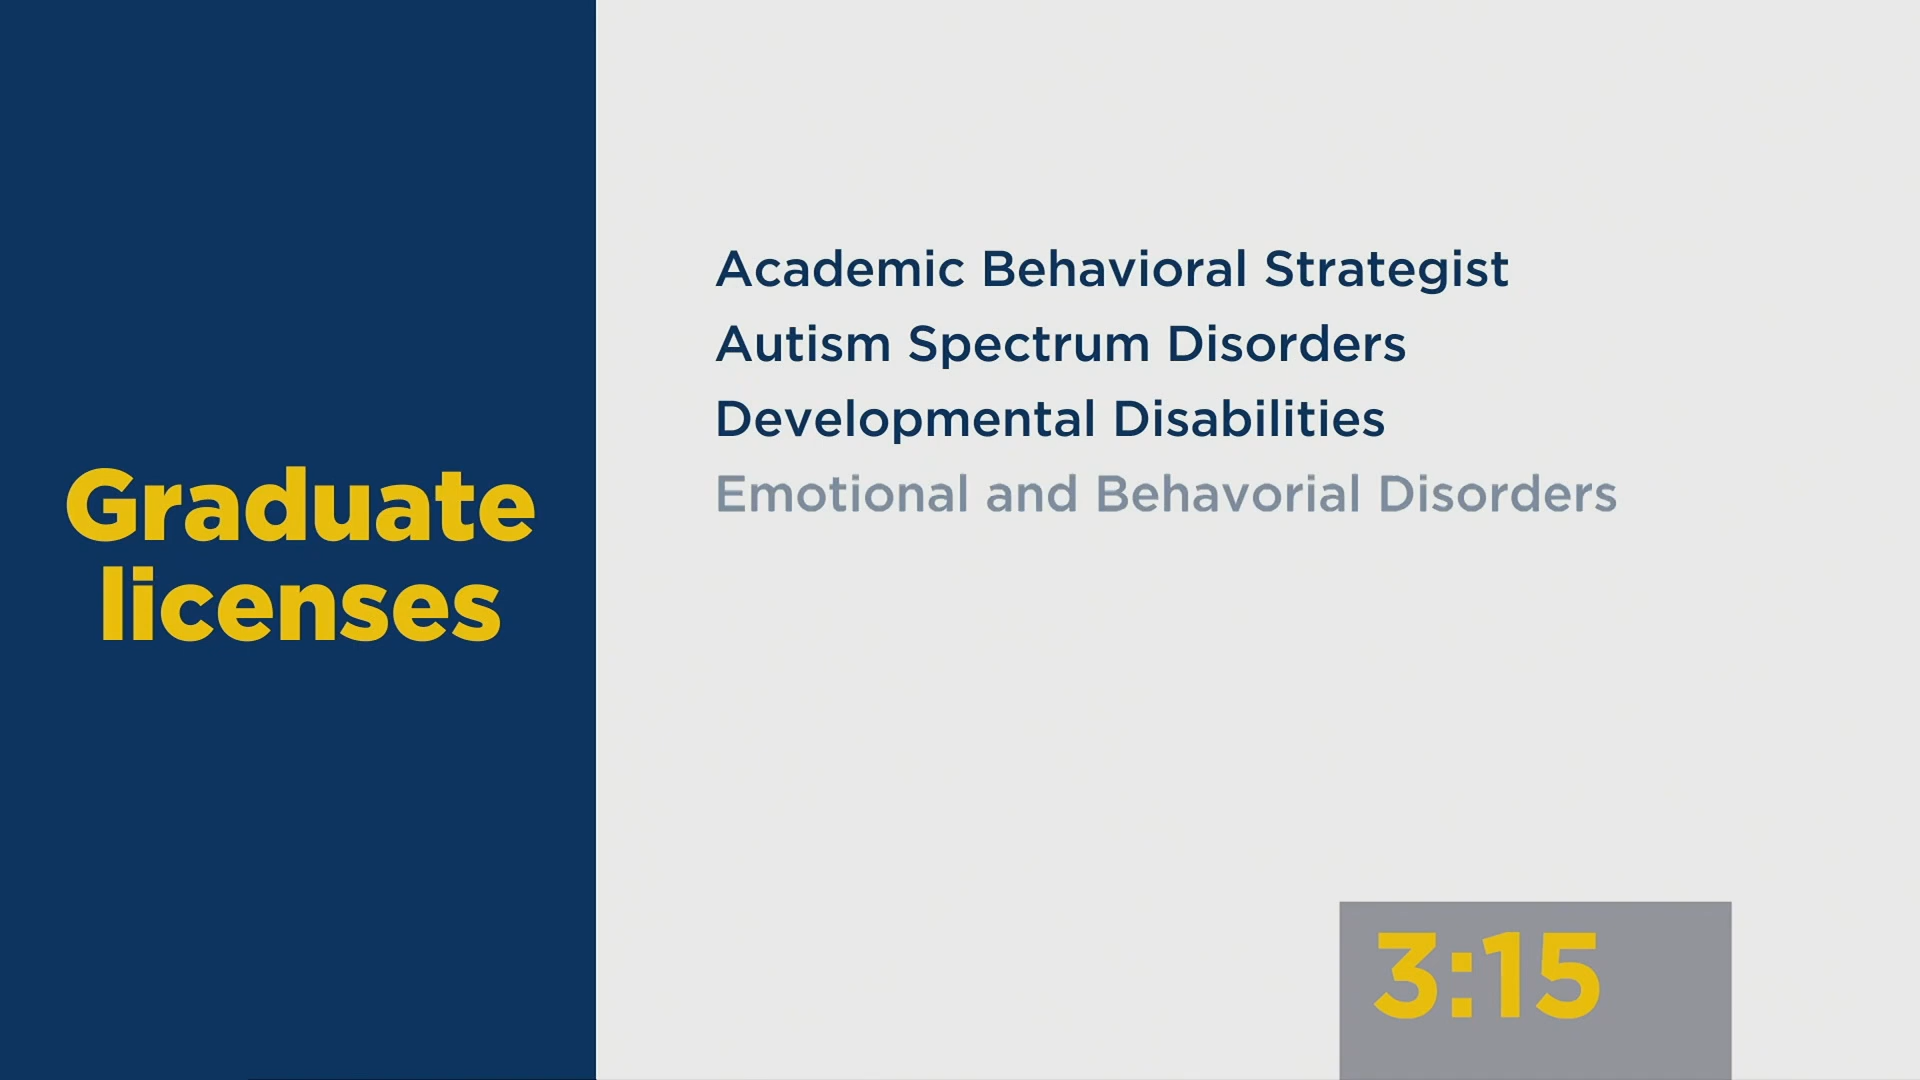 Graduate
licenses
Academic Behavioral Strategist
Autism Spectrum Disorders
Developmental Disabilities
Emotional and Behavorial Disorders
3:15